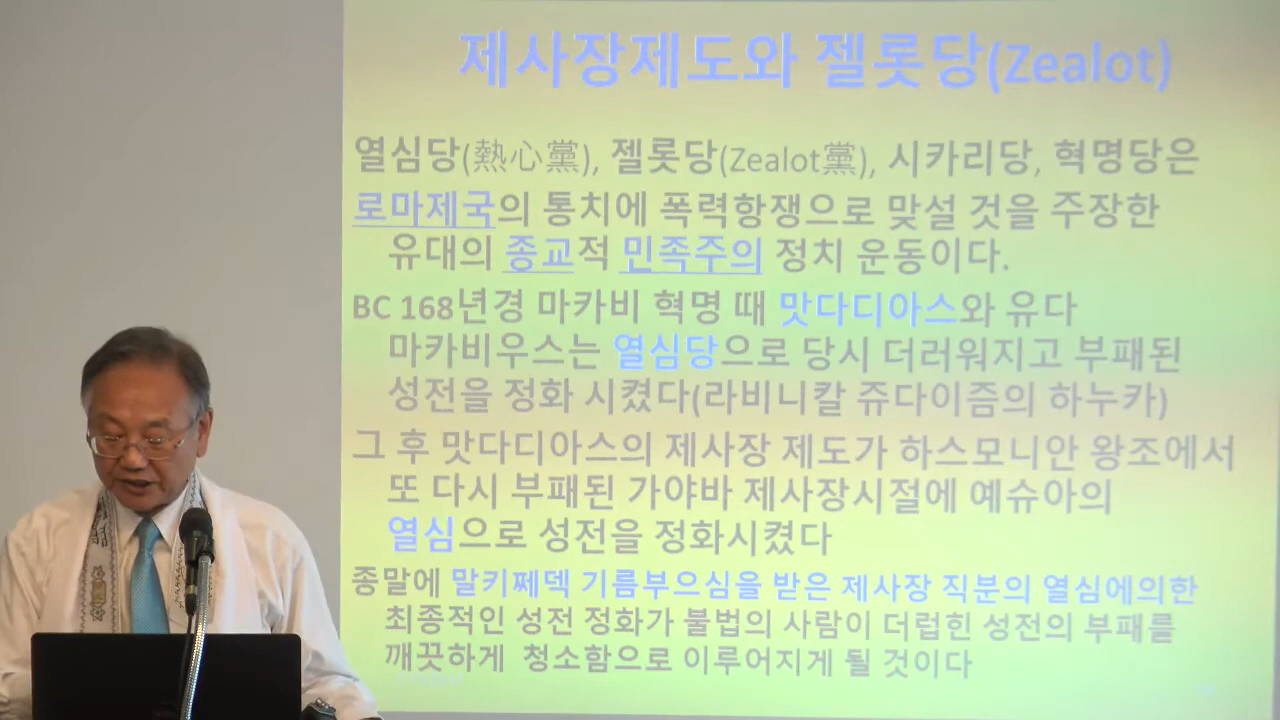 제사장제도와 젤롯당(Zealot)
열심당(熱心黨), 젤롯당(Zealot黨), 시카리당, 혁명당은
로마제국의 통치에 폭력항쟁으로 맞설 것을 주장한
유대의 종교적 민족주의 정치 운동이다.
BC 168년경 마카비 혁명 때 맛다디아스와 유다
마카비우스는 열심당으로 당시 더러워지고 부패된
성전을 정화 시켰다(라비니칼 쥬다이즘의 하누카)
그 후 맛다디아스의 제사장 제도가 하스모니안 왕조에서
또 다시 부패된 가야바 제사장시절에 예슈아의
열심으로 성전을 정화시켰다
종말에 말키쩨덱 기름부으심을 받은 제사장 직분의 열심에의한
최종적인 성전 정화가 불법의 사람이 더럽힌 성전의 부패를
깨끗하게 청소함으로 이루어지게 될 것이다